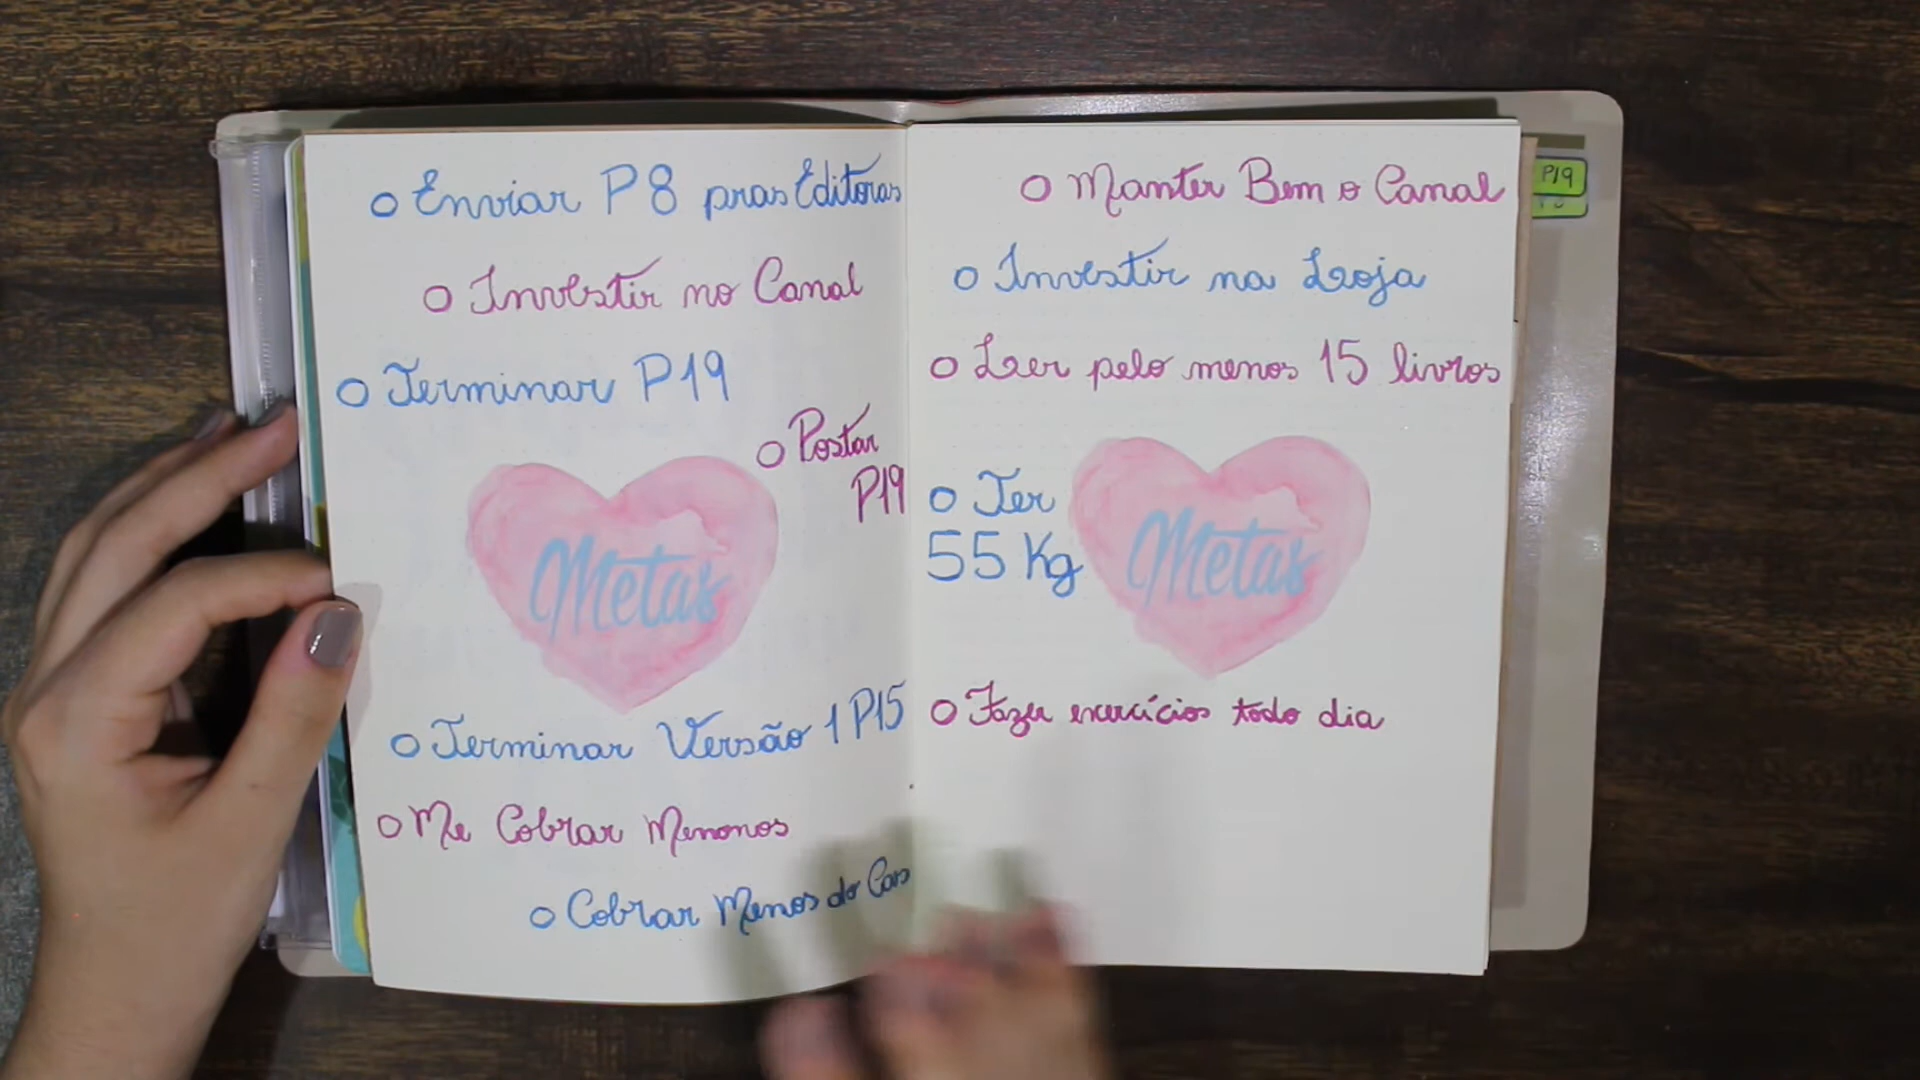 O Enviar P8 pras Editoras
O Investir no Canal
O Terminar P19
O Postar
P19
Metas
O Terminar Versão 1 P15
O Me Cobrar Menonos
O Cobrar Menos do Cas
O Manter Bem o Canal
O Investir na Loja
O Ler pelo menos 15 livros
O Ter
55 Kg
Metas
O Fazer exercícios todo dia
P19